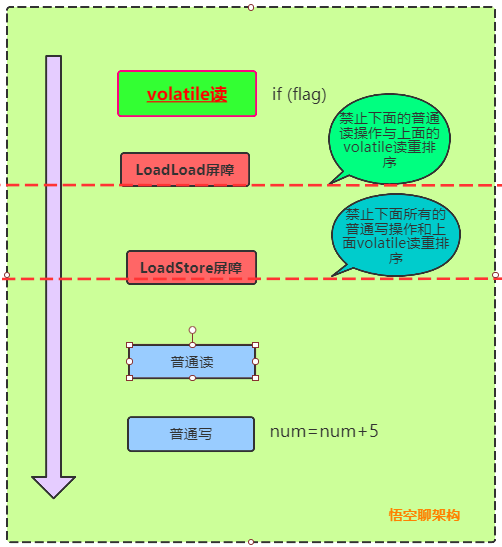 volatile读 if (flag)
禁止下面的普通
读操作与上面的
volatile读重排
序
LoadLoad屏障
禁止下面所有的
普通写操作和上
面volatile读重排
序
LoadStore屏障
普通读
普通写 num=num+5
悟空聊架构